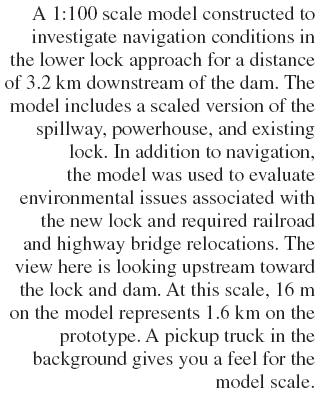 A 1:100 scale model constructed to
investigate navigation conditions in
the lower lock approach for a distance
of 3.2 km downstream of the dam. The
model includes a scaled version of the
spillway, powerhouse, and existing
lock. In addition to navigation,
the model was used to evaluate
environmental issues associated with
the new lock and required railroad
and highway bridge relocations. The
view here is looking upstream toward
the lock and dam. At this scale, 16 m
on the model represents 1.6 km on the
prototype. A pickup truck in the
background gives you a feel for the
model scale.